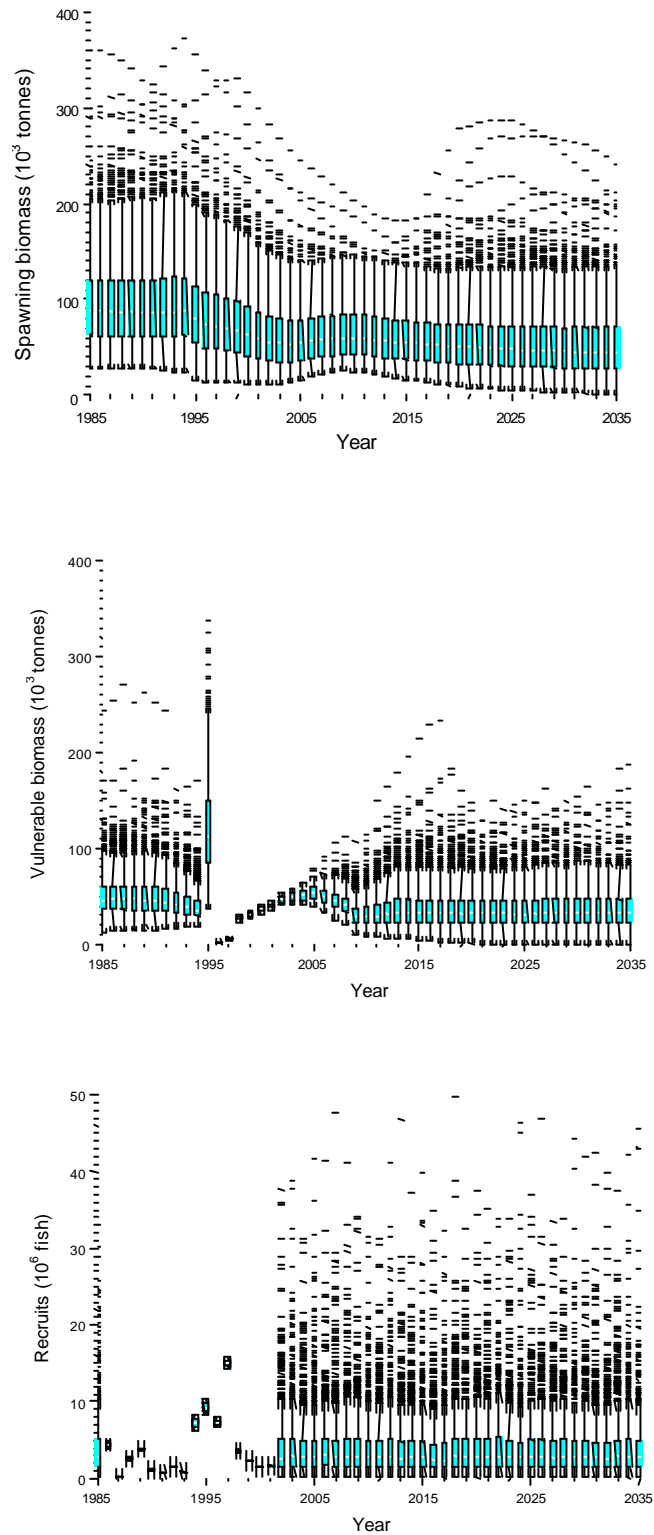 400
300
200
100
0
Spawning biomass (10³ tonnes)
1985 1995 2005 2015 2025 2035
Year
400
300
200
100
0
Vulnerable biomass (10³ tonnes)
1985 1995 2005 2015 2025 2035
Year
50
40
30
20
10
0
Recruits (10⁶ fish)
1985 1995 2005 2015 2025 2035
Year